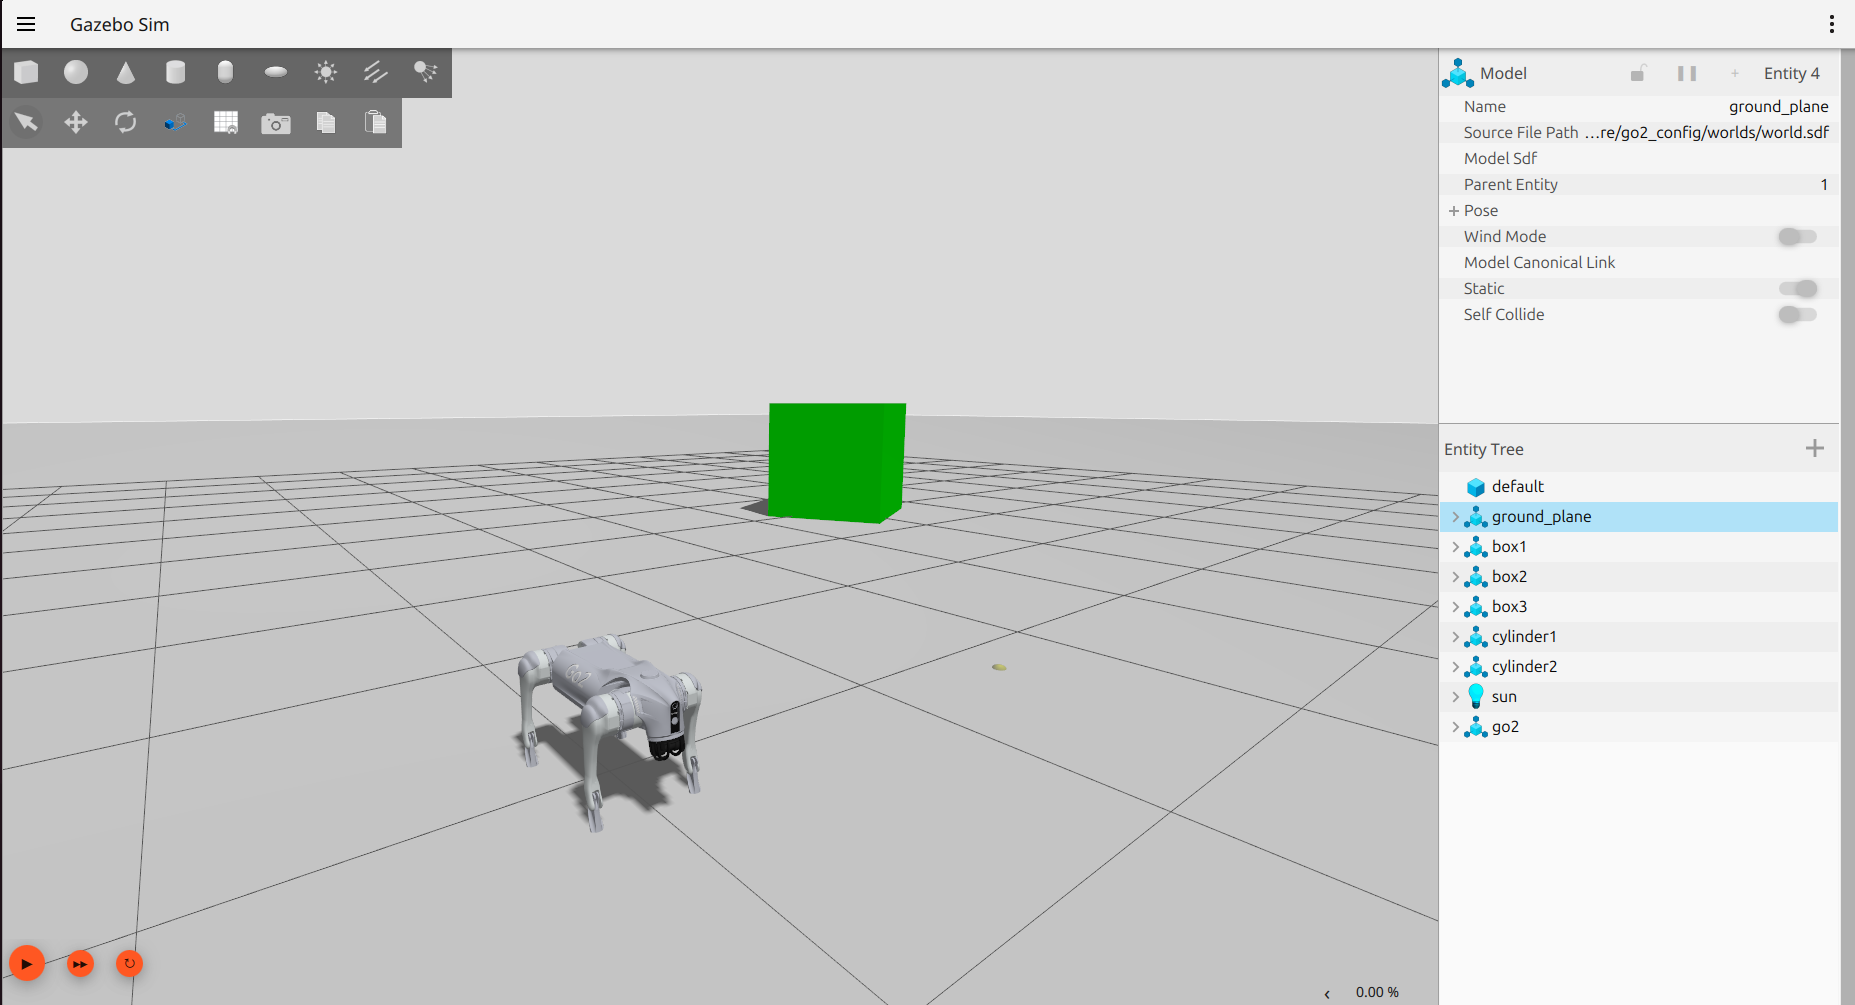 Gazebo Sim
Model
Entity 4
Name ground_plane
Source File Path ...re/go2_config/worlds/world.sdf
Model Sdf
Parent Entity 1
Pose
Wind Mode
Model Canonical Link
Static
Self Collide
Entity Tree
default
ground_plane
box1
box2
box3
cylinder1
cylinder2
sun
go2
Go2
0.00 %